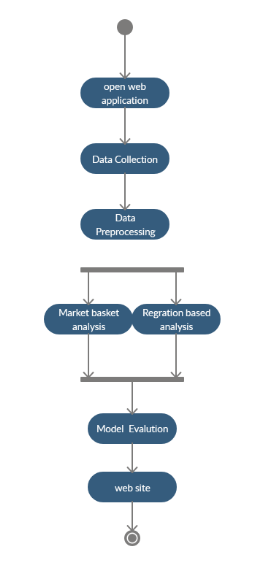 open web
application
Data Collection
Data
Preprocessing
Market basket
analysis
Regration based
analysis
Model Evalution
web site